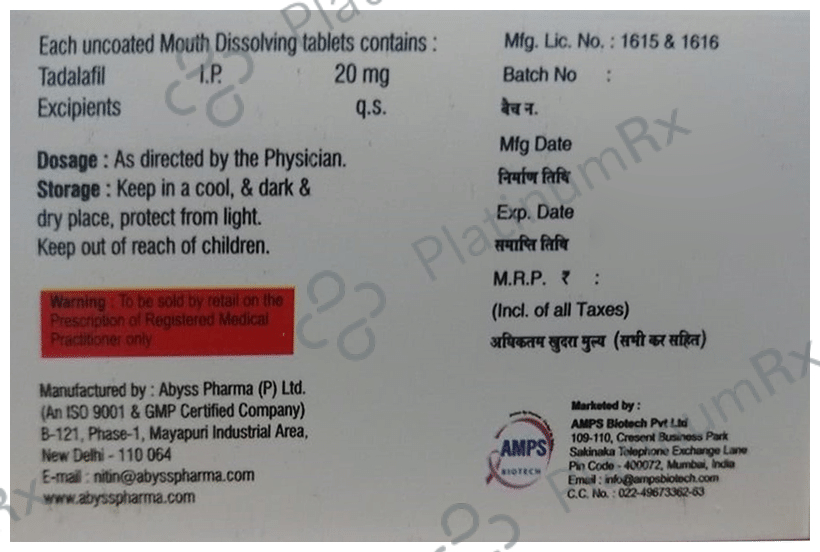 Each uncoated Mouth Dissolving tablets contains :
Tadalafil I.P. 20 mg
Excipients q.s.
Dosage : As directed by the Physician.
Storage : Keep in a cool, & dark &
dry place, protect from light.
Keep out of reach of children.
Warning : To be sold by retail on the
Prescription of Registered Medical
Practitioner only
Manufactured by : Abyss Pharma (P) Ltd.
(An ISO 9001 & GMP Certified Company)
B-121, Phase-1, Mayapuri Industrial Area,
New Delhi - 110 064
E-mail : nitin@abysspharma.com
www.abysspharma.com
Mfg. Lic. No. : 1615 & 1616
Batch No :
बैच न.
Mfg Date
निर्माण तिथि
Exp. Date
समाप्ति तिथि
M.R.P. ₹ :
(Incl. of all Taxes)
अधिकतम खुदरा मुल्य (सभी कर सहित)
AMPS
BIOTECH
Marketed by :
AMPS Biotech Pvt Ltd
109-110, Cresent Business Park
Sakinaka Telophone Exchange Lane
Pin Code - 400072, Mumbai, India
Email : info@ampsbiotech.com
C.C. No. : 022-49673362-63
PlatinumRx
PlatinumRx
PlatinumRx
Rx